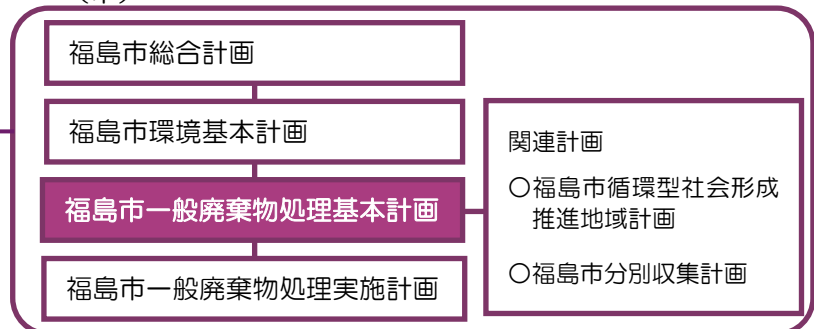 福島市総合計画
福島市環境基本計画
福島市一般廃棄物処理基本計画
福島市一般廃棄物処理実施計画
関連計画
○福島市循環型社会形成
推進地域計画
○福島市分別収集計画